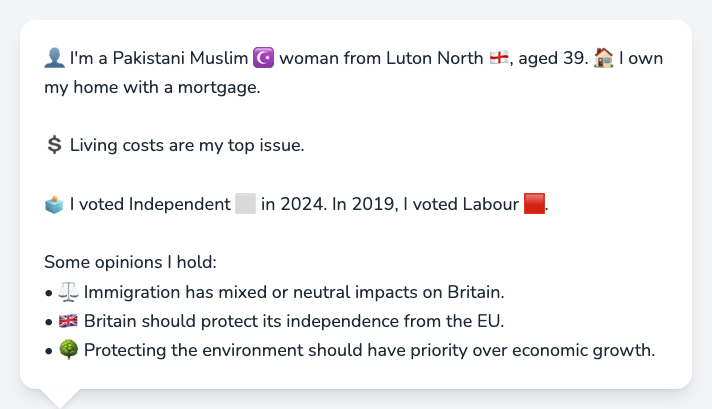 👤 I'm a Pakistani Muslim ☪️ woman from Luton North 🏴󠁧󠁢󠁥󠁮󠁧󠁿, aged 39. 🏠 I own
my home with a mortgage.
💲 Living costs are my top issue.
🗳️ I voted Independent ⬜ in 2024. In 2019, I voted Labour 🟥.
Some opinions I hold:
• ⚖️ Immigration has mixed or neutral impacts on Britain.
• 🇬🇧 Britain should protect its independence from the EU.
• 🌳 Protecting the environment should have priority over economic growth.